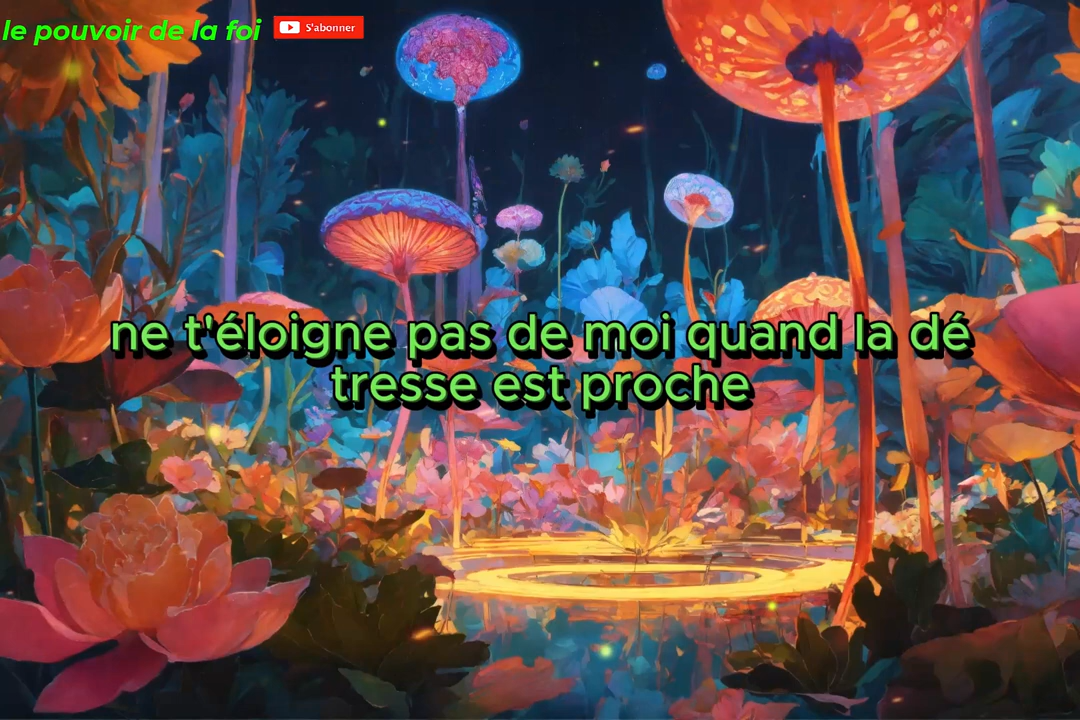 le pouvoir de la foi
S'abonner
ne t'éloigne pas de moi quand la dé
tresse est proche